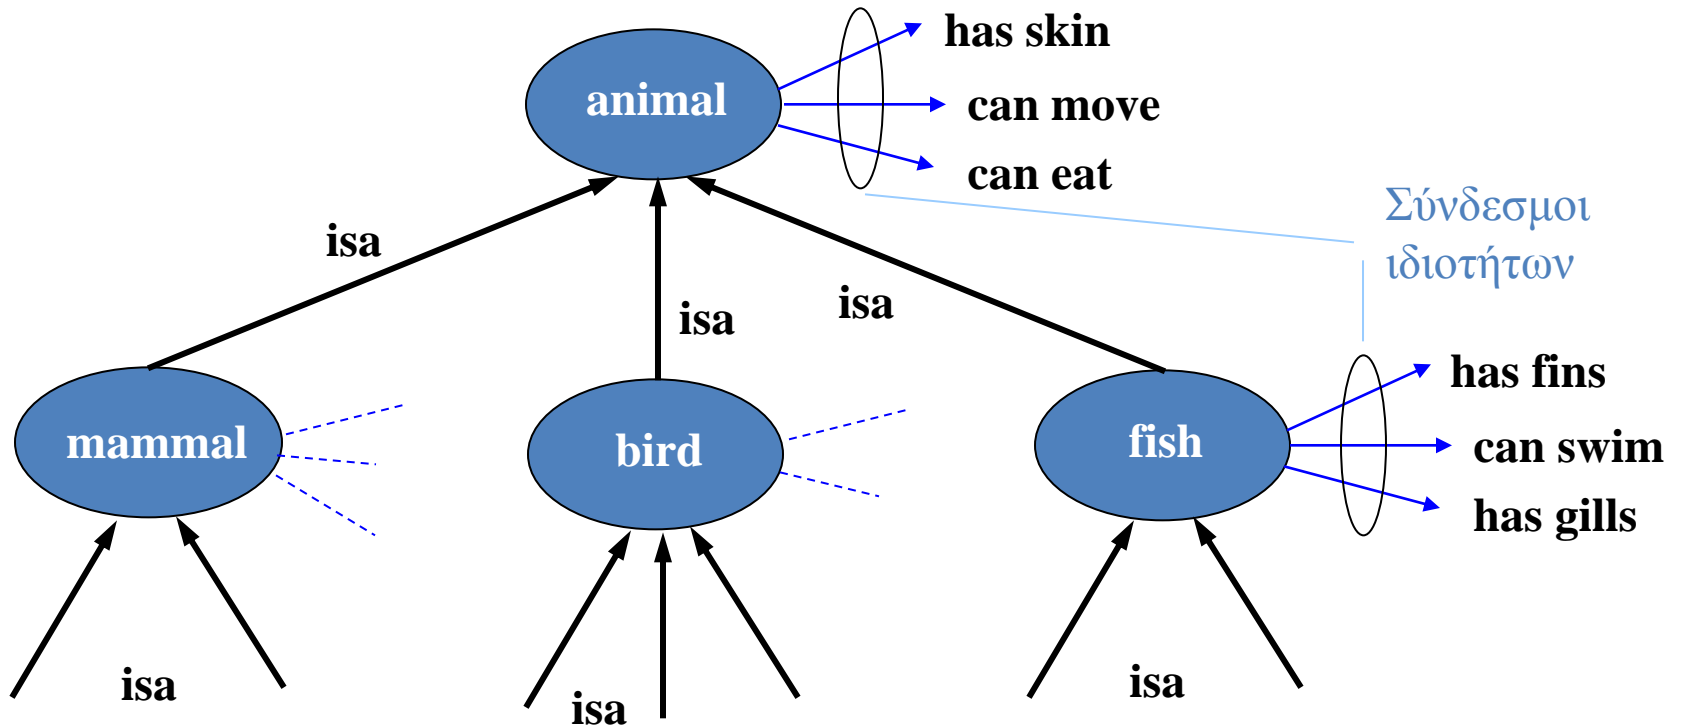 has skin
animal
can move
can eat
Σύνδεσμοι
ιδιοτήτων
isa
isa
isa
has fins
mammal
bird
fish
can swim
has gills
isa
isa
isa